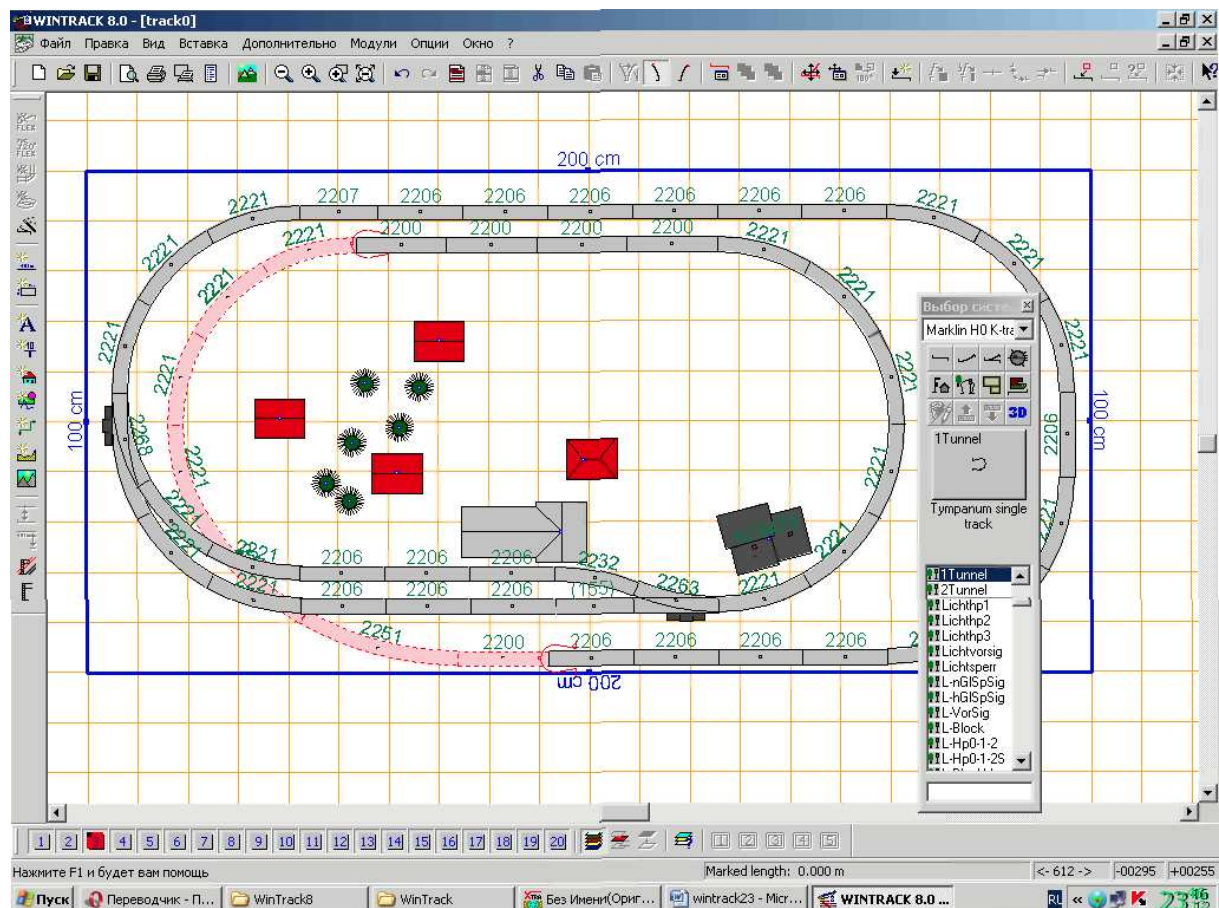 WINTRACK 8.0 - [track0]
Файл Правка Вид Вставка Дополнительно Модули Опции Окно ?
200 cm
2221 2207 2206 2206 2206 2206 2206 2206 2221
2221 2200 2200 2200 2200 2221
2221 2221 2221 2221
2221 2221 2221 2221
100 cm
2268 2221 2221 2206
100 cm
2221 2221 2206 2206 2206 2232 2221
2221 2206 2206 2206 (155) 2263 2221
2251 2200 2206 2206 2206 2206
200 cm
FLEX
FLEX
Выбор систе
Marklin H0 K-tra
3D
1Tunnel
Tympanum single
track
1Tunnel
2Tunnel
Lichthp1
Lichthp2
Lichthp3
Lichtvorsig
Lichtsperr
L-nGlSpSig
L-hGlSpSig
L-VorSig
L-Block
L-Hp0-1-2
L-Hp0-1-2S
1 2 4 5 6 7 8 9 10 11 12 13 14 15 16 17 18 19 20 1 2 3 4 5
Нажмите F1 и будет вам помощь Marked length: 0.000 m <- 612 -> -00295 +00255
Пуск Переводчик - П... WinTrack8 WinTrack Без Имени(Ориг... wintrack23 - Micr... WINTRACK 8.0 ... RU «